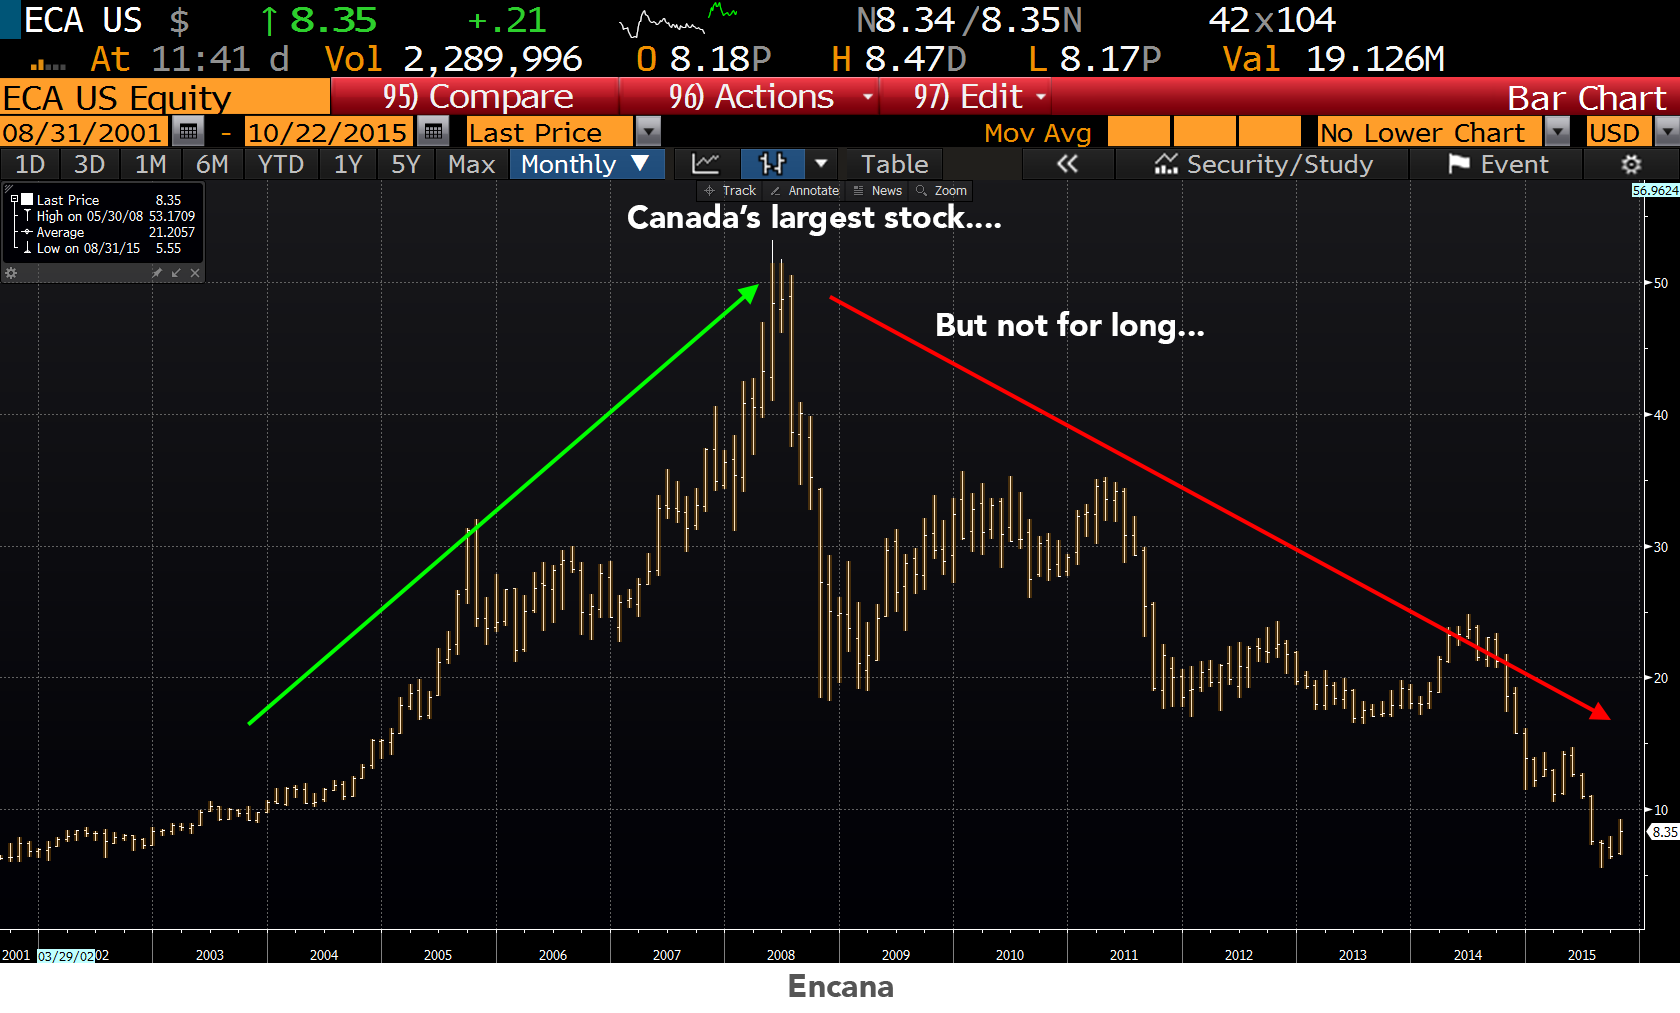 ECA US $ ↑ 8.35 +.21 N8.34/8.35N 42x104
At 11:41 d Vol 2,289,996 O 8.18P H 8.47D L 8.17P Val 19.126M
ECA US Equity 95) Compare 96) Actions 97) Edit Bar Chart
08/31/2001 - 10/22/2015 Last Price Mov Avg No Lower Chart USD
1D 3D 1M 6M YTD 1Y 5Y Max Monthly ▼ Table « Security/Study Event
Track Annotate News Zoom
56.9624
Last Price 8.35
High on 05/30/08 53.1709
Average 21.2057
Low on 08/31/15 5.55
Canada's largest stock....
But not for long...
50
40
30
20
10
8.35
2001 03/29/02 02 2003 2004 2005 2006 2007 2008 2009 2010 2011 2012 2013 2014 2015
Encana